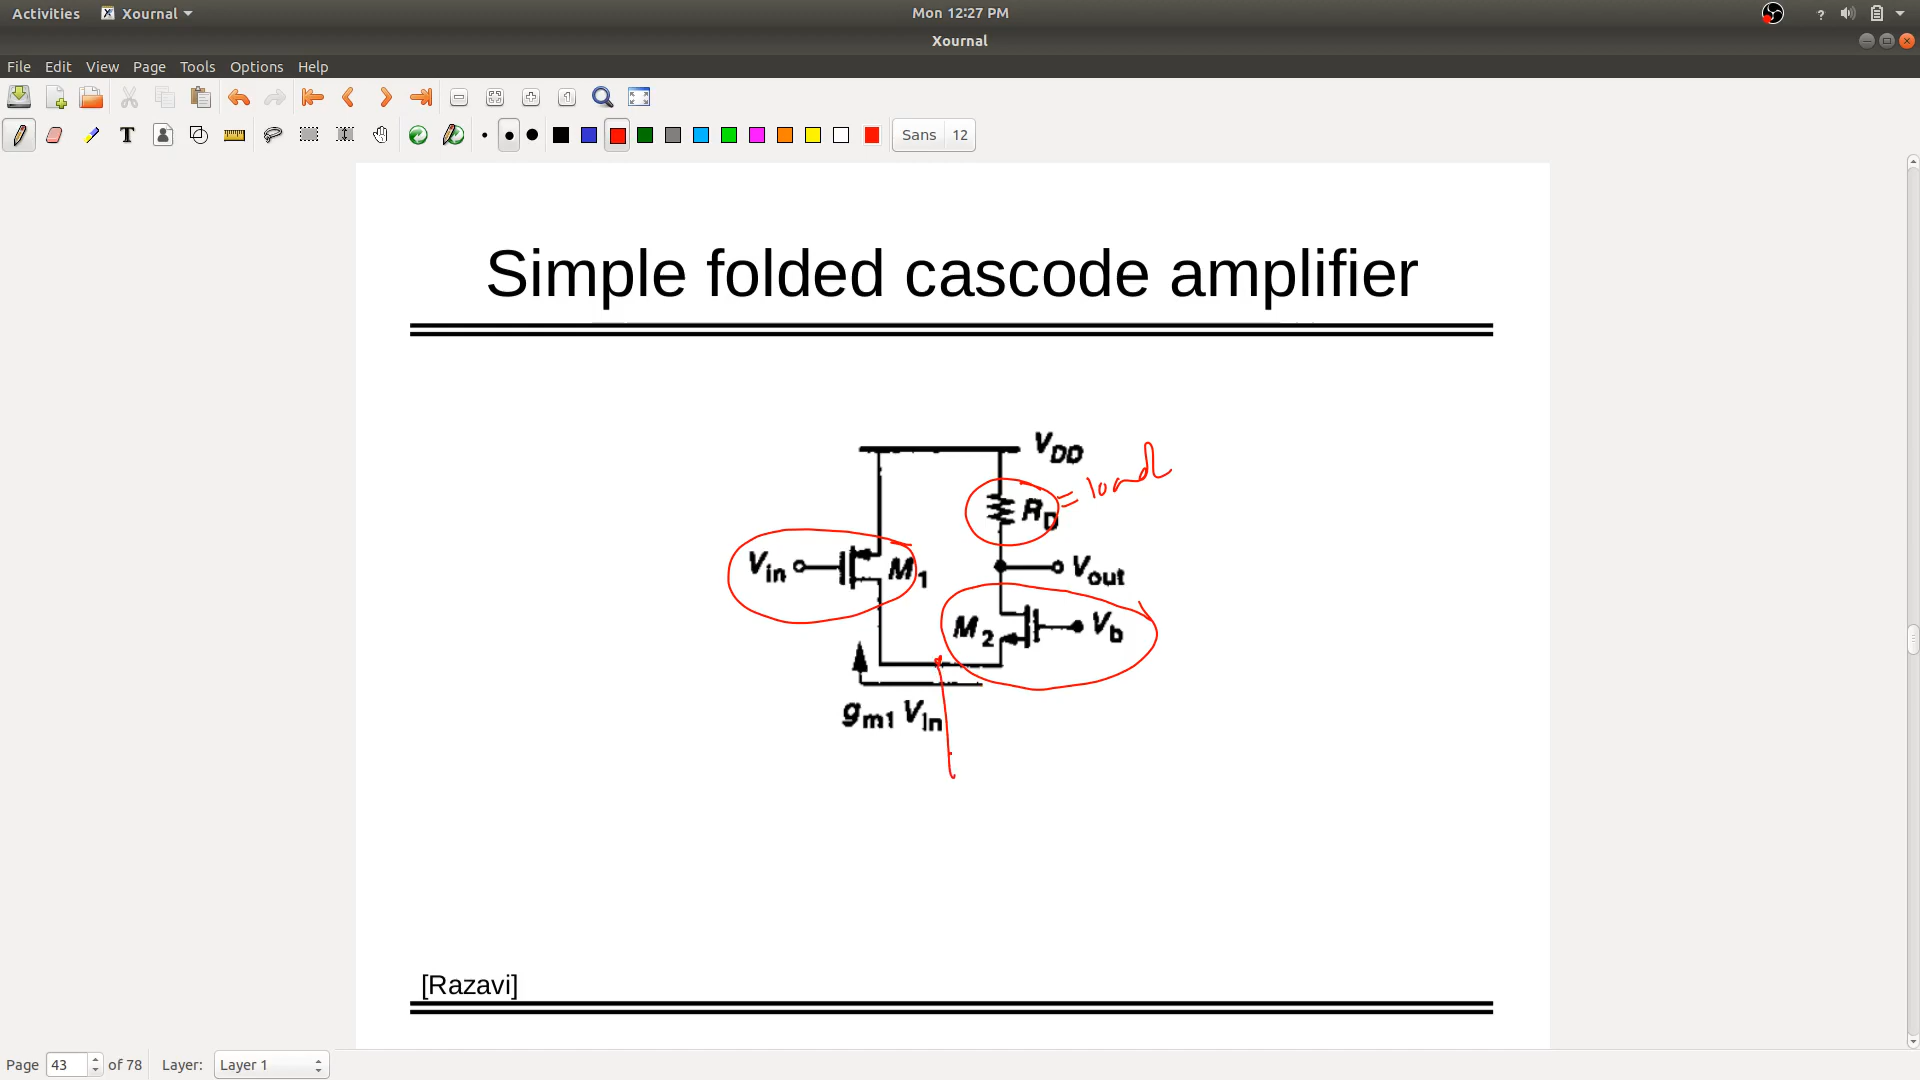 Activities Xournal Mon 12:27 PM ?
Xournal
File Edit View Page Tools Options Help
T Sans 12
Simple folded cascode amplifier
VDD
RD = load
Vin M1 Vout
M2 Vb
gm1 Vin
[Razavi]
Page 43 of 78 Layer: Layer 1